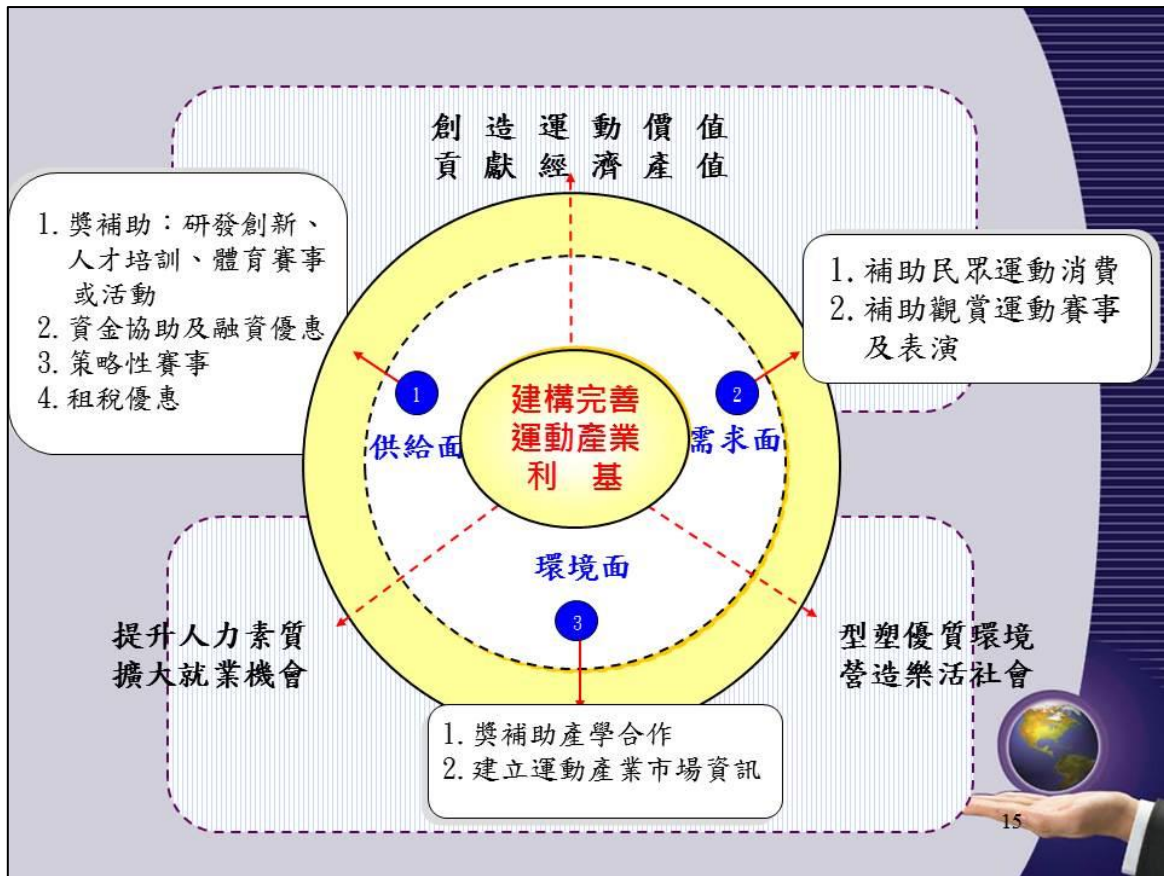 創 造 運 動 價 值
貢 獻 經 濟 產 值
1. 獎補助：研發創新、
人才培訓、體育賽事
或活動
2. 資金協助及融資優惠
3. 策略性賽事
4. 租稅優惠
1. 補助民眾運動消費
2. 補助觀賞運動賽事
及表演
1
供給面
建構完善
運動產業
利 基
2
需求面
環境面
3
提升人力素質
擴大就業機會
型塑優質環境
營造樂活社會
1. 獎補助產學合作
2. 建立運動產業市場資訊
15